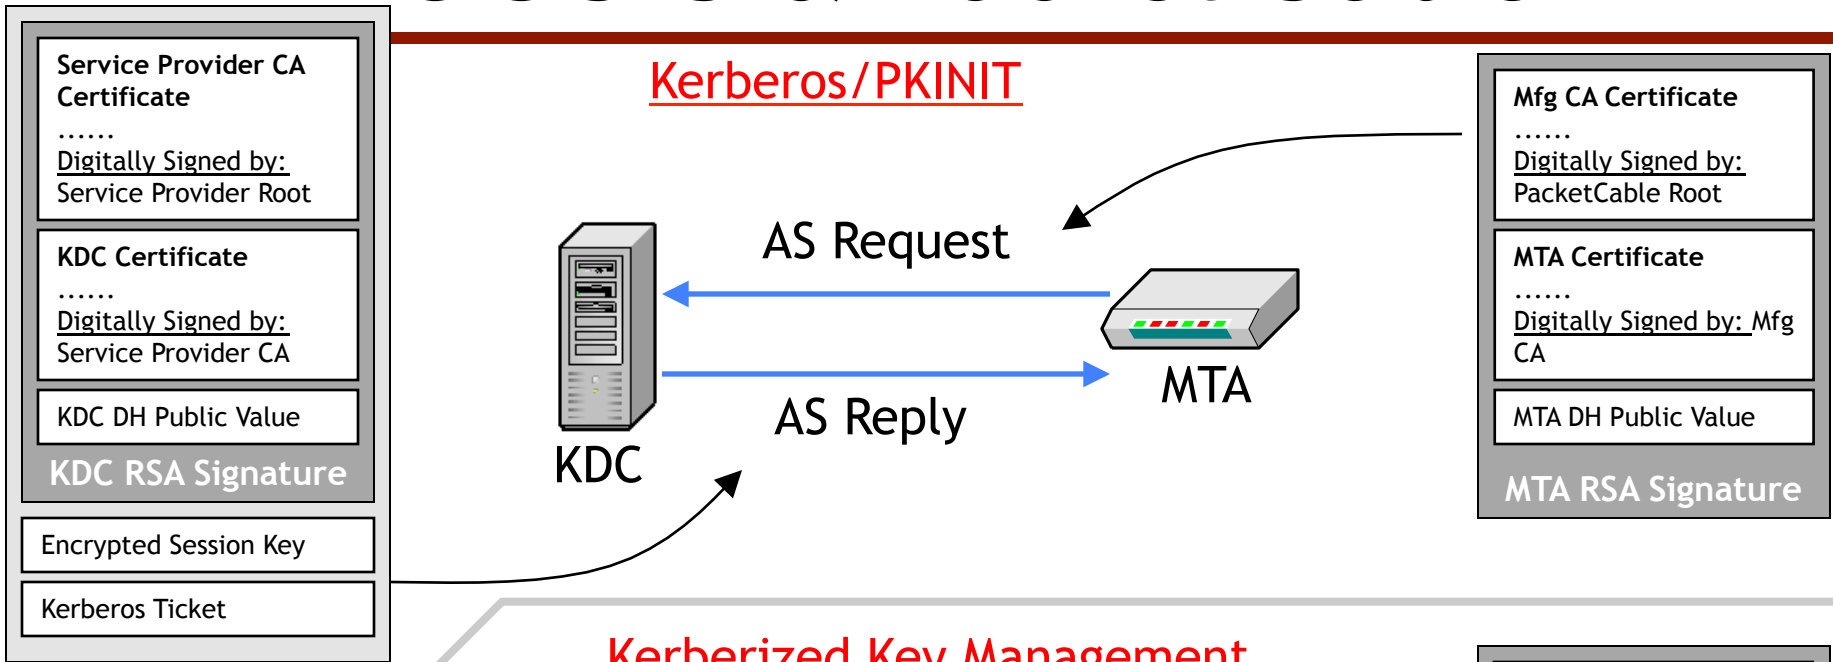 Service Provider CA
Certificate
......
Digitally Signed by:
Service Provider Root
KDC Certificate
......
Digitally Signed by:
Service Provider CA
KDC DH Public Value
KDC RSA Signature
Encrypted Session Key
Kerberos Ticket
Kerberos/PKINIT
AS Request
AS Reply
KDC
MTA
Mfg CA Certificate
......
Digitally Signed by:
PacketCable Root
MTA Certificate
......
Digitally Signed by: Mfg
CA
MTA DH Public Value
MTA RSA Signature
Kerberized Key Management